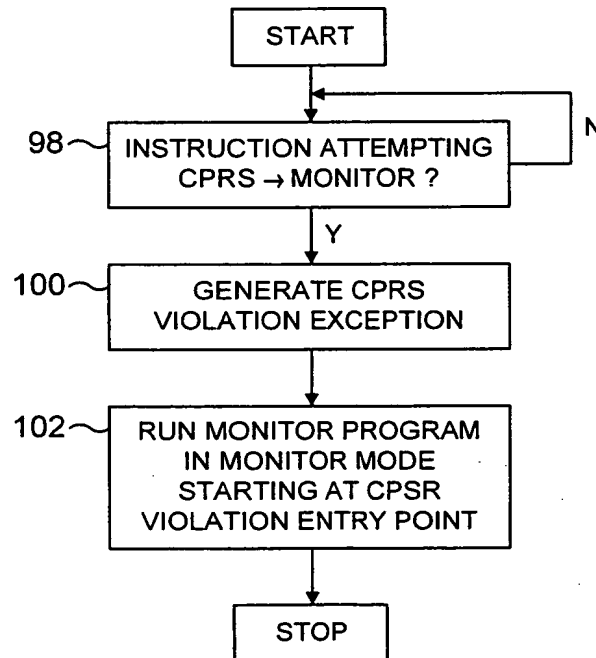 START
98
INSTRUCTION ATTEMPTING
CPRS → MONITOR ?
N
Y
100
GENERATE CPRS
VIOLATION EXCEPTION
102
RUN MONITOR PROGRAM
IN MONITOR MODE
STARTING AT CPSR
VIOLATION ENTRY POINT
STOP